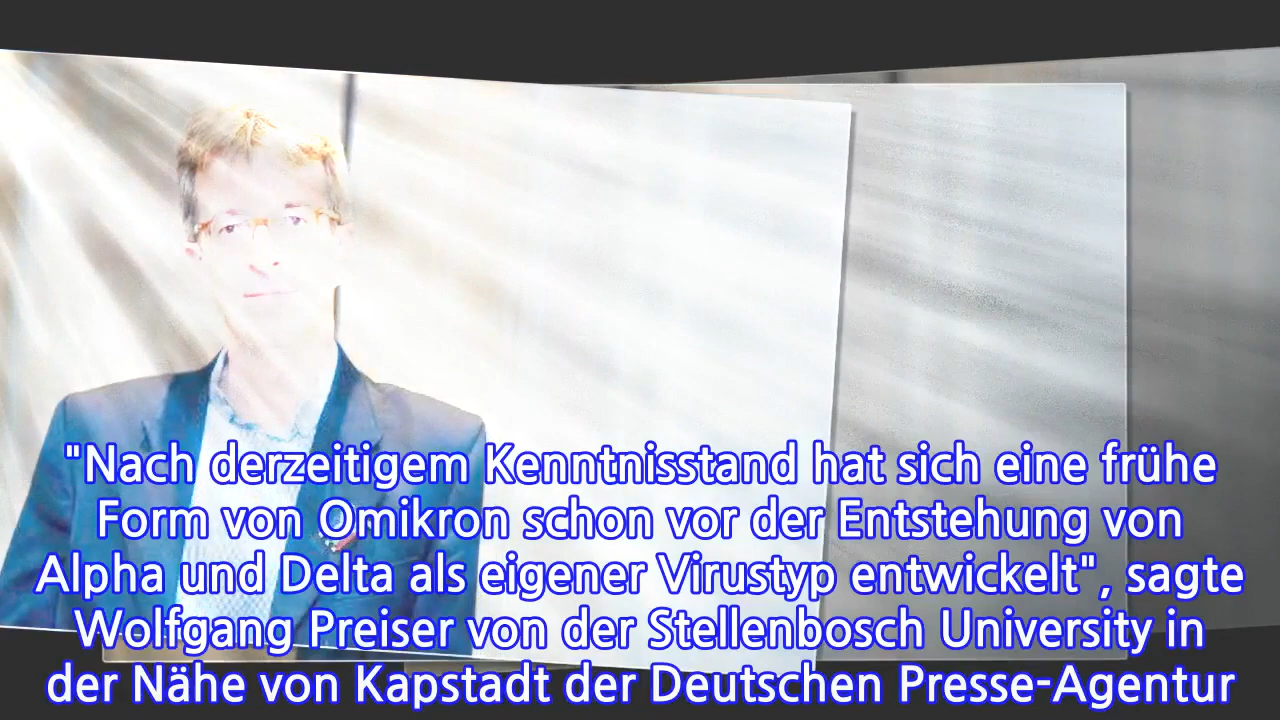 "Nach derzeitigem Kenntnisstand hat sich eine frühe
Form von Omikron schon vor der Entstehung von
Alpha und Delta als eigener Virustyp entwickelt", sagte
Wolfgang Preiser von der Stellenbosch University in
der Nähe von Kapstadt der Deutschen Presse-Agentur